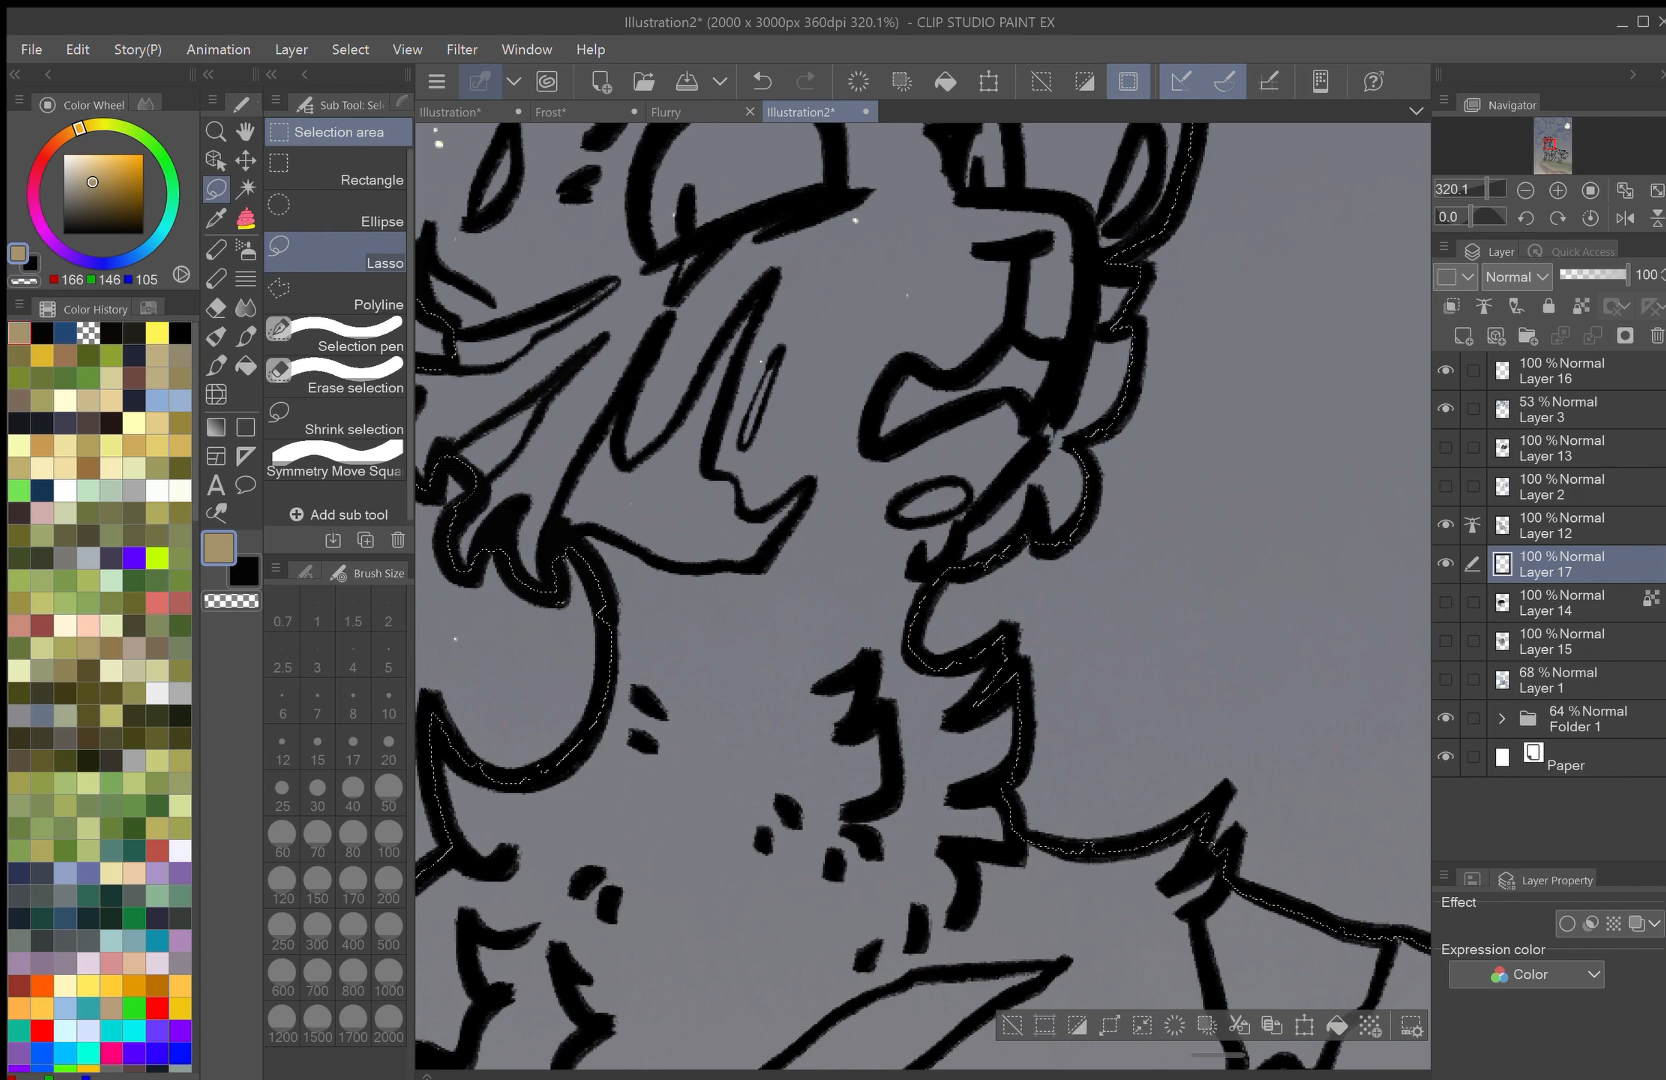 Illustration2* (2000 x 3000px 360dpi 320.1%) - CLIP STUDIO PAINT EX
File Edit Story(P) Animation Layer Select View Filter Window Help
Color Wheel
Sub Tool: Sel
Illustration* Frost* Flurry Illustration2*
Navigator
Selection area
Rectangle
Ellipse
Lasso
Polyline
Selection pen
Erase selection
Shrink selection
Symmetry Move Squa
Add sub tool
166 146 105
Color History
Brush Size
0.7 1 1.5 2
2.5 3 4 5
6 7 8 10
12 15 17 20
25 30 40 50
60 70 80 100
120 150 170 200
250 300 400 500
600 700 800 1000
1200 1500 1700 2000
320.1
0.0
Layer Quick Access
Normal 100
100 % Normal
Layer 16
53 % Normal
Layer 3
100 % Normal
Layer 13
100 % Normal
Layer 2
100 % Normal
Layer 12
100 % Normal
Layer 17
100 % Normal
Layer 14
100 % Normal
Layer 15
68 % Normal
Layer 1
64 % Normal
Folder 1
Paper
Layer Property
Effect
Expression color
Color